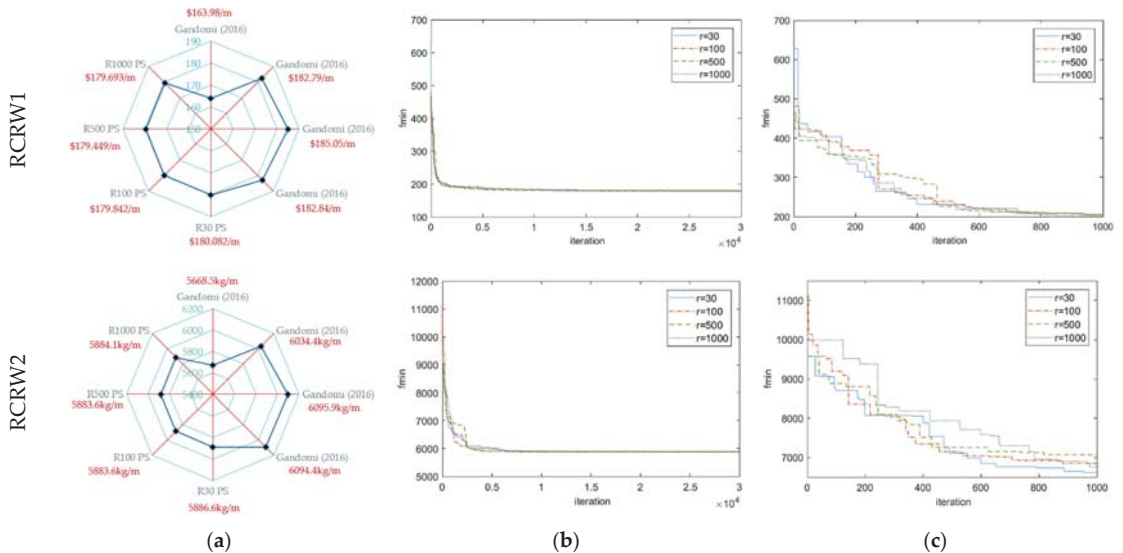 RCRW1
$163.98/m
Gandomi (2016)
190
180
170
160
150
R1000 PS
$179.693/m
Gandomi (2016)
$182.79/m
R500 PS
$179.449/m
Gandomi (2016)
$185.05/m
R100 PS
$179.842/m
Gandomi (2016)
$182.84/m
R30 PS
$180.082/m
700
600
500
400
300
200
100
fmin
r=30
r=100
r=500
r=1000
0 0.5 1 1.5 2 2.5 3
iteration
×10⁴
700
600
500
400
300
200
fmin
r=30
r=100
r=500
r=1000
0 200 400 600 800 1000
iteration
RCRW2
5668.5kg/m
Gandomi (2016)
6200
6000
5800
5600
5400
R1000 PS
5884.1kg/m
Gandomi (2016)
6034.4kg/m
R500 PS
5883.6kg/m
Gandomi (2016)
6095.9kg/m
R100 PS
5883.6kg/m
Gandomi (2016)
6094.4kg/m
R30 PS
5886.6kg/m
12000
11000
10000
9000
8000
7000
6000
5000
fmin
r=30
r=100
r=500
r=1000
0 0.5 1 1.5 2 2.5 3
iteration
×10⁴
11000
10000
9000
8000
7000
fmin
r=30
r=100
r=500
r=1000
0 200 400 600 800 1000
iteration
(a) (b) (c)